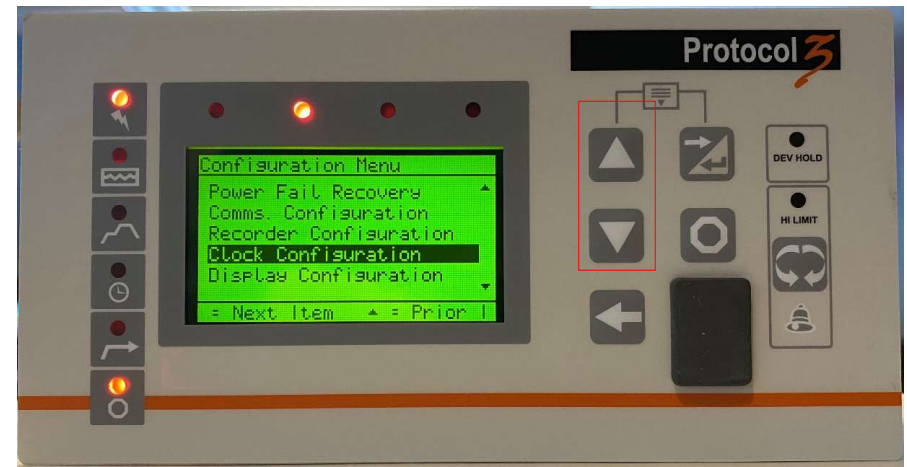 Protocol 3
Configuration Menu
Power Fail Recovery
Comms. Configuration
Recorder Configuration
Clock Configuration
Display Configuration
= Next Item ▲ = Prior I
DEV HOLD
HI LIMIT